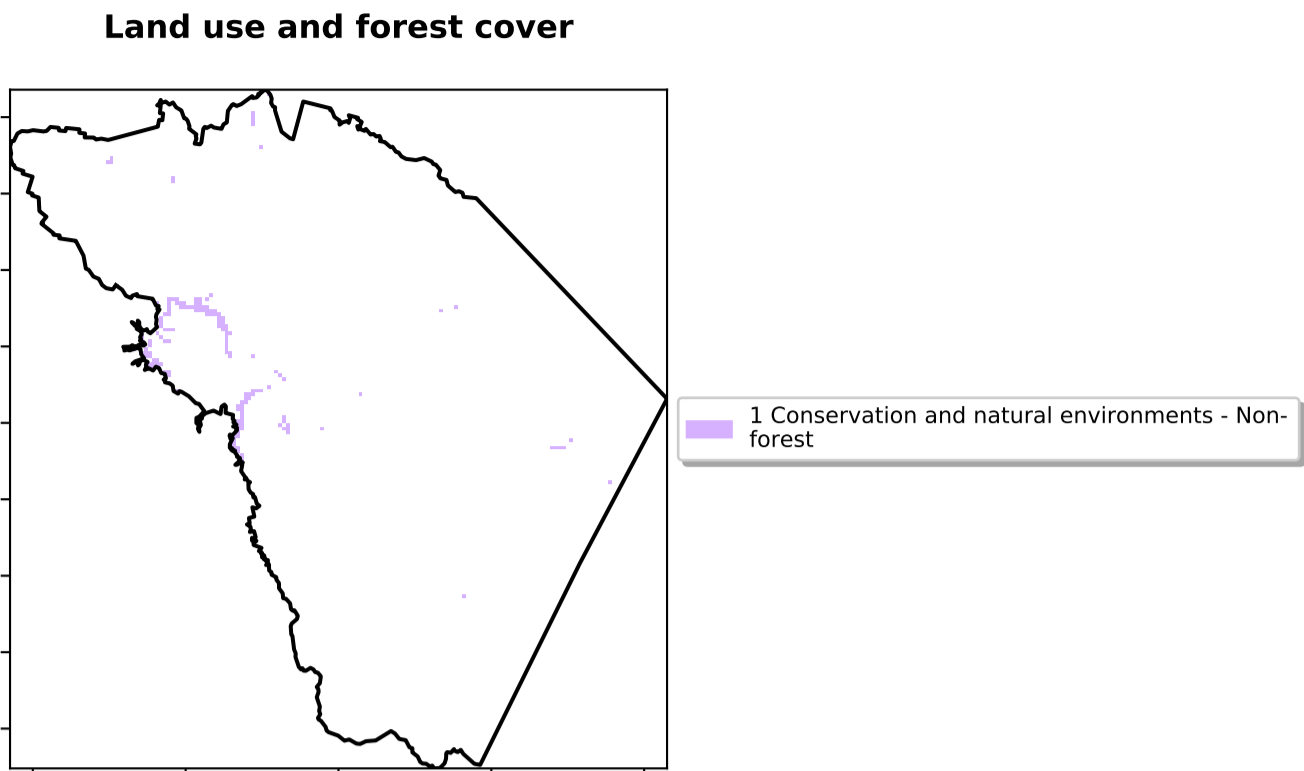 Land use and forest cover
1 Conservation and natural environments - Non-
forest